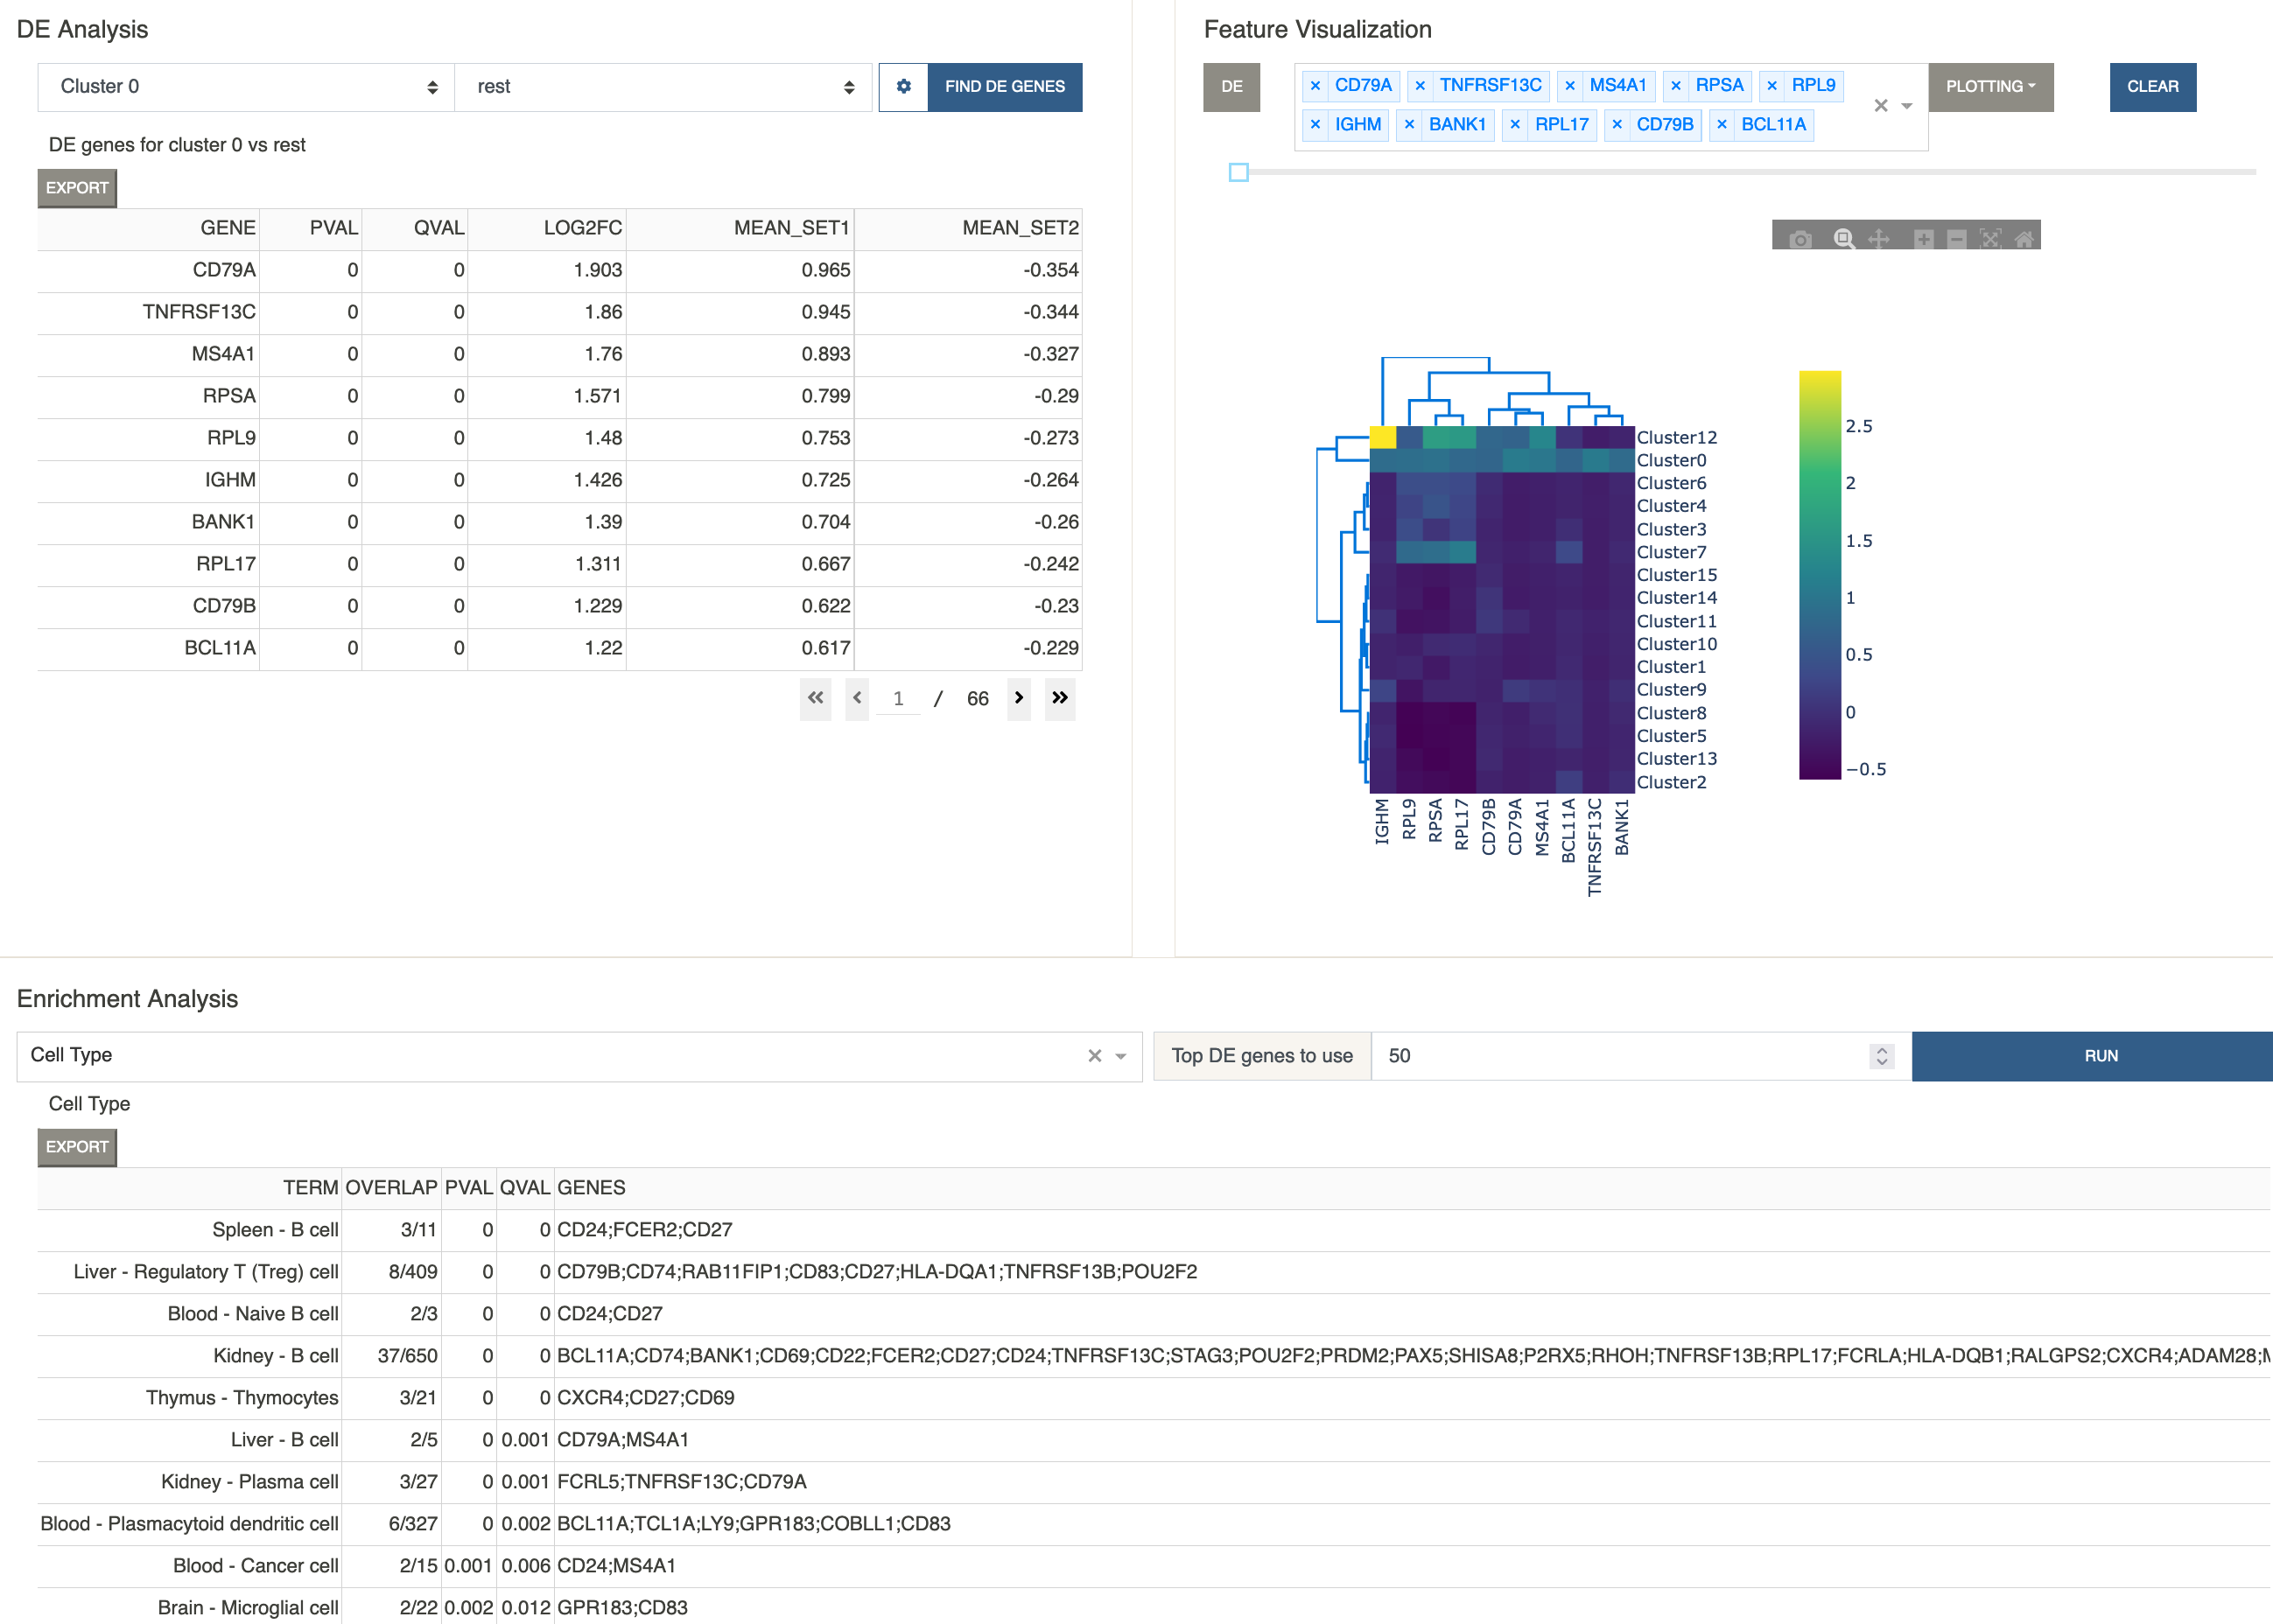 DE Analysis
Cluster 0
rest
FIND DE GENES
DE genes for cluster 0 vs rest
EXPORT
GENE PVAL QVAL LOG2FC MEAN_SET1 MEAN_SET2
CD79A 0 0 1.903 0.965 -0.354
TNFRSF13C 0 0 1.86 0.945 -0.344
MS4A1 0 0 1.76 0.893 -0.327
RPSA 0 0 1.571 0.799 -0.29
RPL9 0 0 1.48 0.753 -0.273
IGHM 0 0 1.426 0.725 -0.264
BANK1 0 0 1.39 0.704 -0.26
RPL17 0 0 1.311 0.667 -0.242
CD79B 0 0 1.229 0.622 -0.23
BCL11A 0 0 1.22 0.617 -0.229
1 / 66
Feature Visualization
DE
× CD79A × TNFRSF13C × MS4A1 × RPSA × RPL9
× IGHM × BANK1 × RPL17 × CD79B × BCL11A
PLOTTING
CLEAR
Cluster12
Cluster0
Cluster6
Cluster4
Cluster3
Cluster7
Cluster15
Cluster14
Cluster11
Cluster10
Cluster1
Cluster9
Cluster8
Cluster5
Cluster13
Cluster2
IGHM
RPL9
RPSA
RPL17
CD79B
CD79A
MS4A1
BCL11A
TNFRSF13C
BANK1
2.5
2
1.5
1
0.5
0
−0.5
Enrichment Analysis
Cell Type
Top DE genes to use 50
RUN
Cell Type
EXPORT
TERM OVERLAP PVAL QVAL GENES
Spleen - B cell 3/11 0 0 CD24;FCER2;CD27
Liver - Regulatory T (Treg) cell 8/409 0 0 CD79B;CD74;RAB11FIP1;CD83;CD27;HLA-DQA1;TNFRSF13B;POU2F2
Blood - Naive B cell 2/3 0 0 CD24;CD27
Kidney - B cell 37/650 0 0 BCL11A;CD74;BANK1;CD69;CD22;FCER2;CD27;CD24;TNFRSF13C;STAG3;POU2F2;PRDM2;PAX5;SHISA8;P2RX5;RHOH;TNFRSF13B;RPL17;FCRLA;HLA-DQB1;RALGPS2;CXCR4;ADAM28;
Thymus - Thymocytes 3/21 0 0 CXCR4;CD27;CD69
Liver - B cell 2/5 0 0.001 CD79A;MS4A1
Kidney - Plasma cell 3/27 0 0.001 FCRL5;TNFRSF13C;CD79A
Blood - Plasmacytoid dendritic cell 6/327 0 0.002 BCL11A;TCL1A;LY9;GPR183;COBLL1;CD83
Blood - Cancer cell 2/15 0.001 0.006 CD24;MS4A1
Brain - Microglial cell 2/22 0.002 0.012 GPR183;CD83